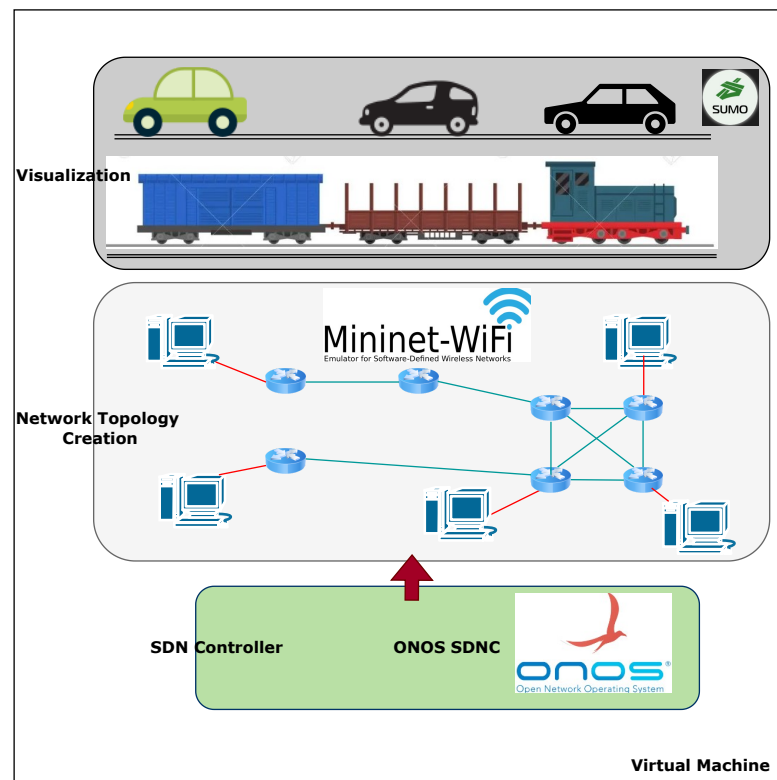 SUMO
Visualization
Mininet-WiFi
Emulator for Software-Defined Wireless Networks
Network Topology
Creation
SDN Controller
ONOS SDNC
onos®
Open Network Operating System
Virtual Machine